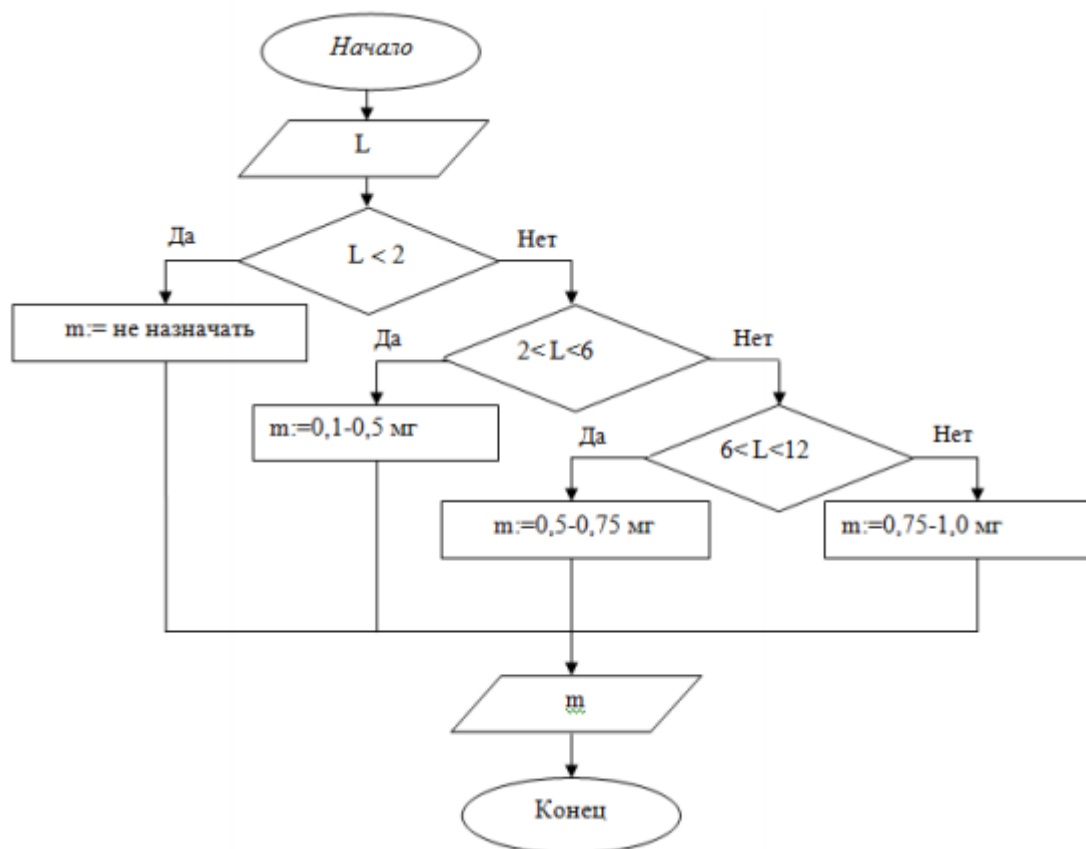 Начало
L
Да
Нет
L < 2
m:= не назначать
Да
2< L<6
Нет
m:=0,1-0,5 мг
Да
6< L<12
Нет
m:=0,5-0,75 мг
m:=0,75-1,0 мг
m
Конец